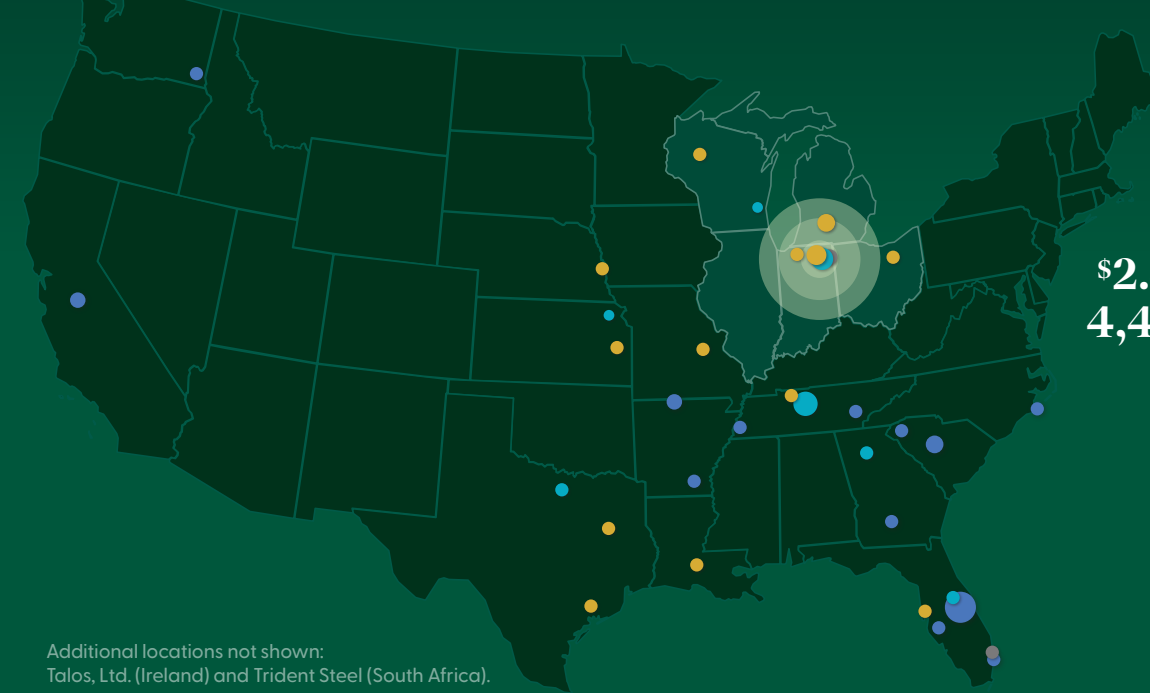 $2.
4,4
Additional locations not shown:
Talos, Ltd. (Ireland) and Trident Steel (South Africa).